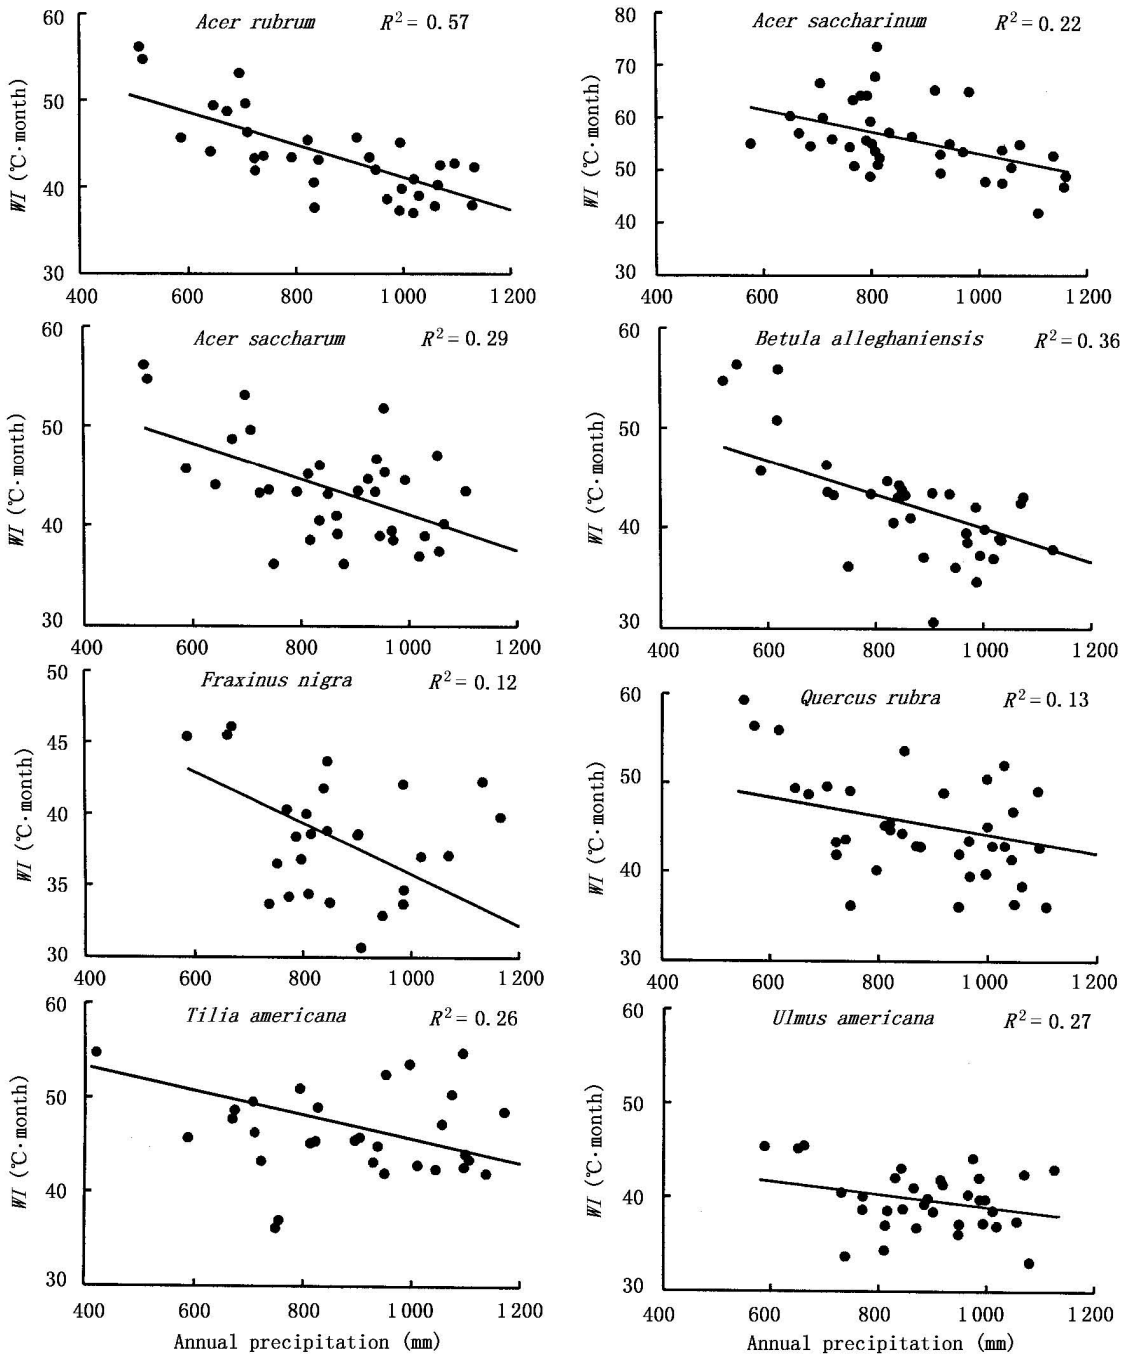 Acer rubrum R² = 0.57
60
50
40
30
WI (℃·month)
400 600 800 1 000 1 200
Acer saccharinum R² = 0.22
80
70
60
50
40
30
WI (℃·month)
400 600 800 1 000 1 200
Acer saccharum R² = 0.29
60
50
40
30
WI (℃·month)
400 600 800 1 000 1 200
Betula alleghaniensis R² = 0.36
60
50
40
30
WI (℃·month)
400 600 800 1 000 1 200
Fraxinus nigra R² = 0.12
50
45
40
35
30
WI (℃·month)
400 600 800 1 000 1 200
Quercus rubra R² = 0.13
60
50
40
30
WI (℃·month)
400 600 800 1 000 1 200
Tilia americana R² = 0.26
60
50
40
30
WI (℃·month)
400 600 800 1 000 1 200
Annual precipitation (mm)
Ulmus americana R² = 0.27
60
50
40
30
WI (℃·month)
400 600 800 1 000 1 200
Annual precipitation (mm)